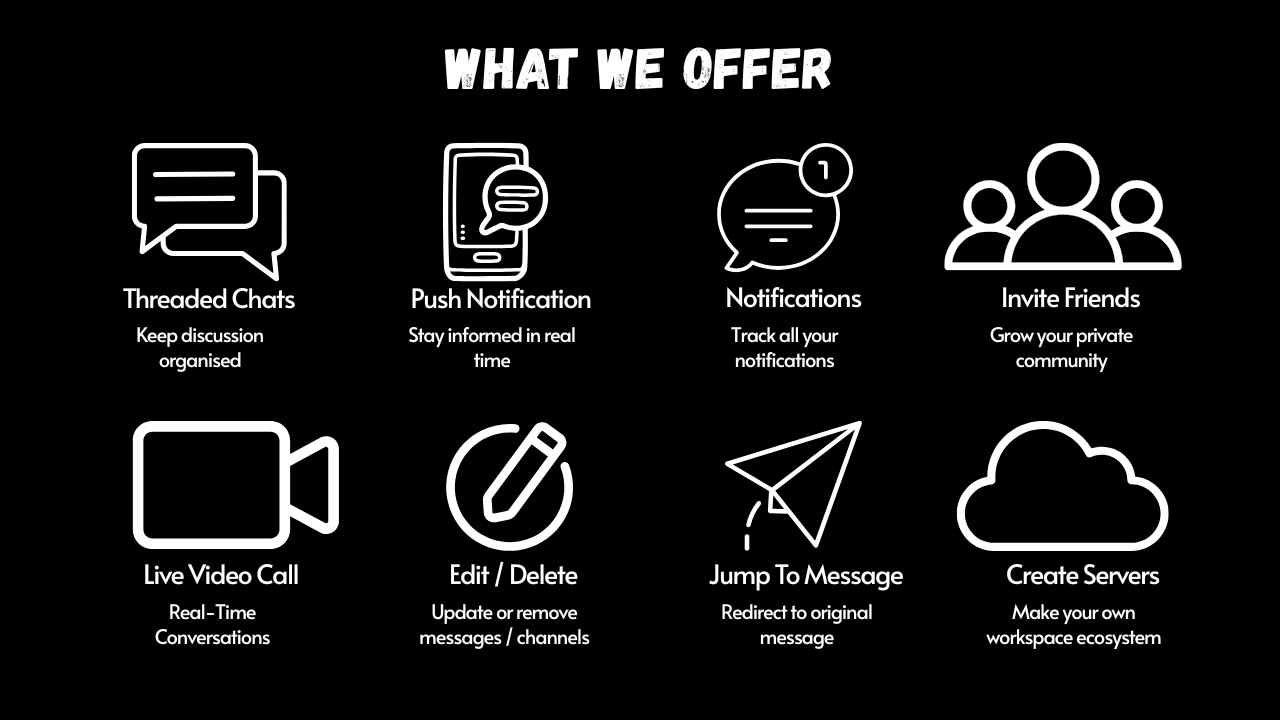 WHAT WE OFFER
1
Threaded Chats
Keep discussion
organised
Push Notification
Stay informed in real
time
Notifications
Track all your
notifications
Invite Friends
Grow your private
community
Live Video Call
Real-Time
Conversations
Edit / Delete
Update or remove
messages / channels
Jump To Message
Redirect to original
message
Create Servers
Make your own
workspace ecosystem